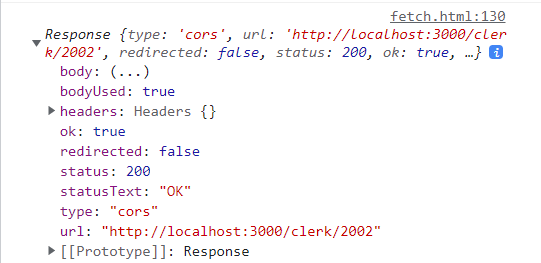 fetch.html:130
Response {type: 'cors', url: 'http://localhost:3000/cler
k/2002', redirected: false, status: 200, ok: true, …} i
body: (...)
bodyUsed: true
headers: Headers {}
ok: true
redirected: false
status: 200
statusText: "OK"
type: "cors"
url: "http://localhost:3000/clerk/2002"
[[Prototype]]: Response